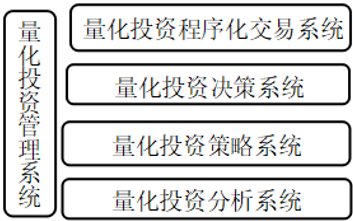 量化投资管理系统
量化投资程序化交易系统
量化投资决策系统
量化投资策略系统
量化投资分析系统